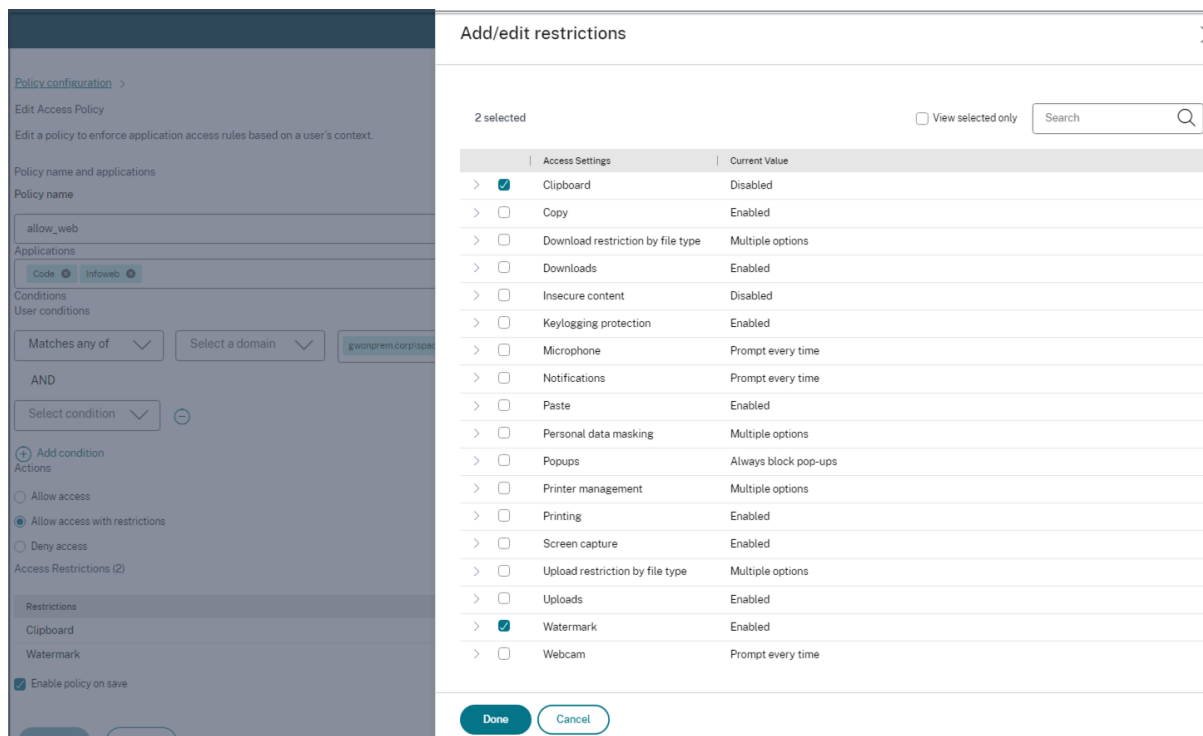 Policy configuration >
Edit Access Policy
Edit a policy to enforce application access rules based on a user's context.
Policy name and applications
Policy name
allow_web
Applications
Code Infoweb
Conditions
User conditions
Matches any of Select a domain
AND
Select condition
Add condition
Actions
Allow access
Allow access with restrictions
Deny access
Access Restrictions (2)
Restrictions
Clipboard
Watermark
Enable policy on save
Add/edit restrictions
2 selected View selected only Search
Access Settings Current Value
Clipboard Disabled
Copy Enabled
Download restriction by file type Multiple options
Downloads Enabled
Insecure content Disabled
Keylogging protection Enabled
Microphone Prompt every time
Notifications Prompt every time
Paste Enabled
Personal data masking Multiple options
Popups Always block pop-ups
Printer management Multiple options
Printing Enabled
Screen capture Enabled
Upload restriction by file type Multiple options
Uploads Enabled
Watermark Enabled
Webcam Prompt every time
Done Cancel